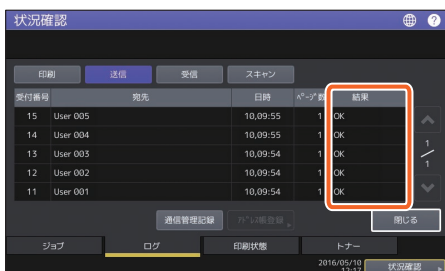 状況確認
印刷 送信 受信 スキャン
受付番号 宛先 日時 ページ数 結果
15 User 005 10,09:55 1 OK
14 User 004 10,09:55 1 OK
13 User 003 10,09:54 1 OK
12 User 002 10,09:54 1 OK
11 User 001 10,09:54 1 OK
1
1
通信管理記録 アドレス帳登録 閉じる
ジョブ ログ 印刷状態 トナー
2016/05/10
12:17
状況確認